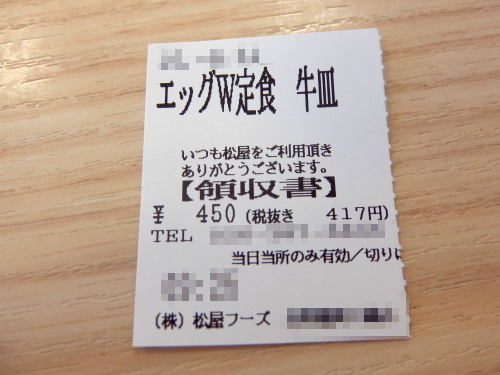 エッグW定食 牛皿
いつも松屋をご利用頂き
ありがとうございます。
【領収書】
¥ 450 (税抜き 417円)
TEL
当日当所のみ有効/切り
(株) 松屋フーズ